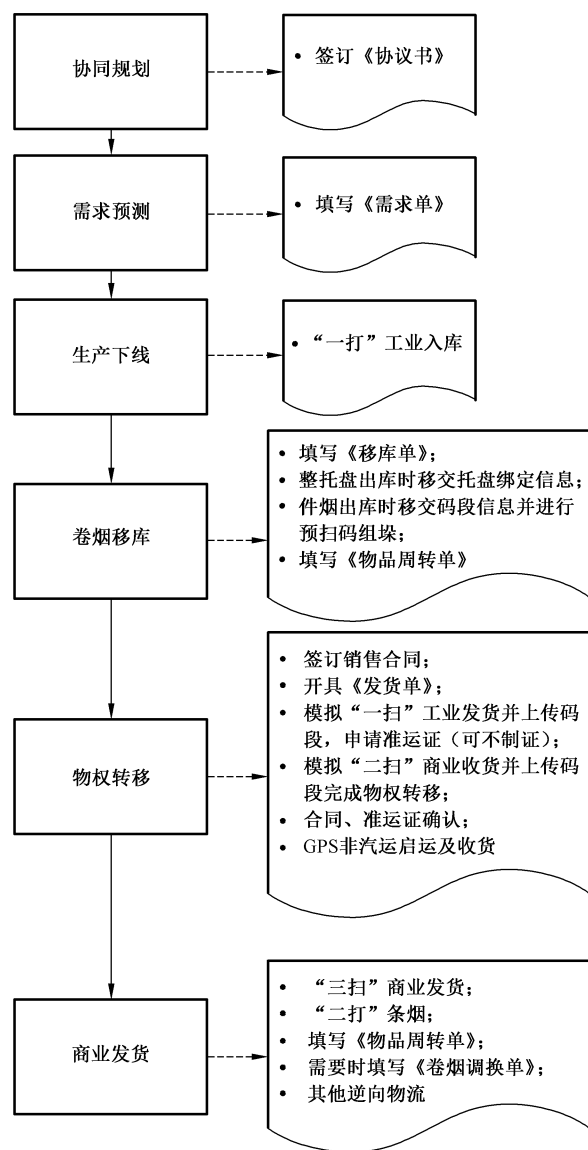 协同规划
• 签订《协议书》
需求预测
• 填写《需求单》
生产下线
• “一打”工业入库
卷烟移库
• 填写《移库单》；
• 整托盘出库时移交托盘绑定信息；
• 件烟出库时移交码段信息并进行
预扫码组垛；
• 填写《物品周转单》
物权转移
• 签订销售合同；
• 开具《发货单》；
• 模拟“一扫”工业发货并上传码
段，申请准运证（可不制证）；
• 模拟“二扫”商业收货并上传码
段完成物权转移；
• 合同、准运证确认；
• GPS非汽运启运及收货
商业发货
• “三扫”商业发货；
• “二打”条烟；
• 填写《物品周转单》；
• 需要时填写《卷烟调换单》；
• 其他逆向物流